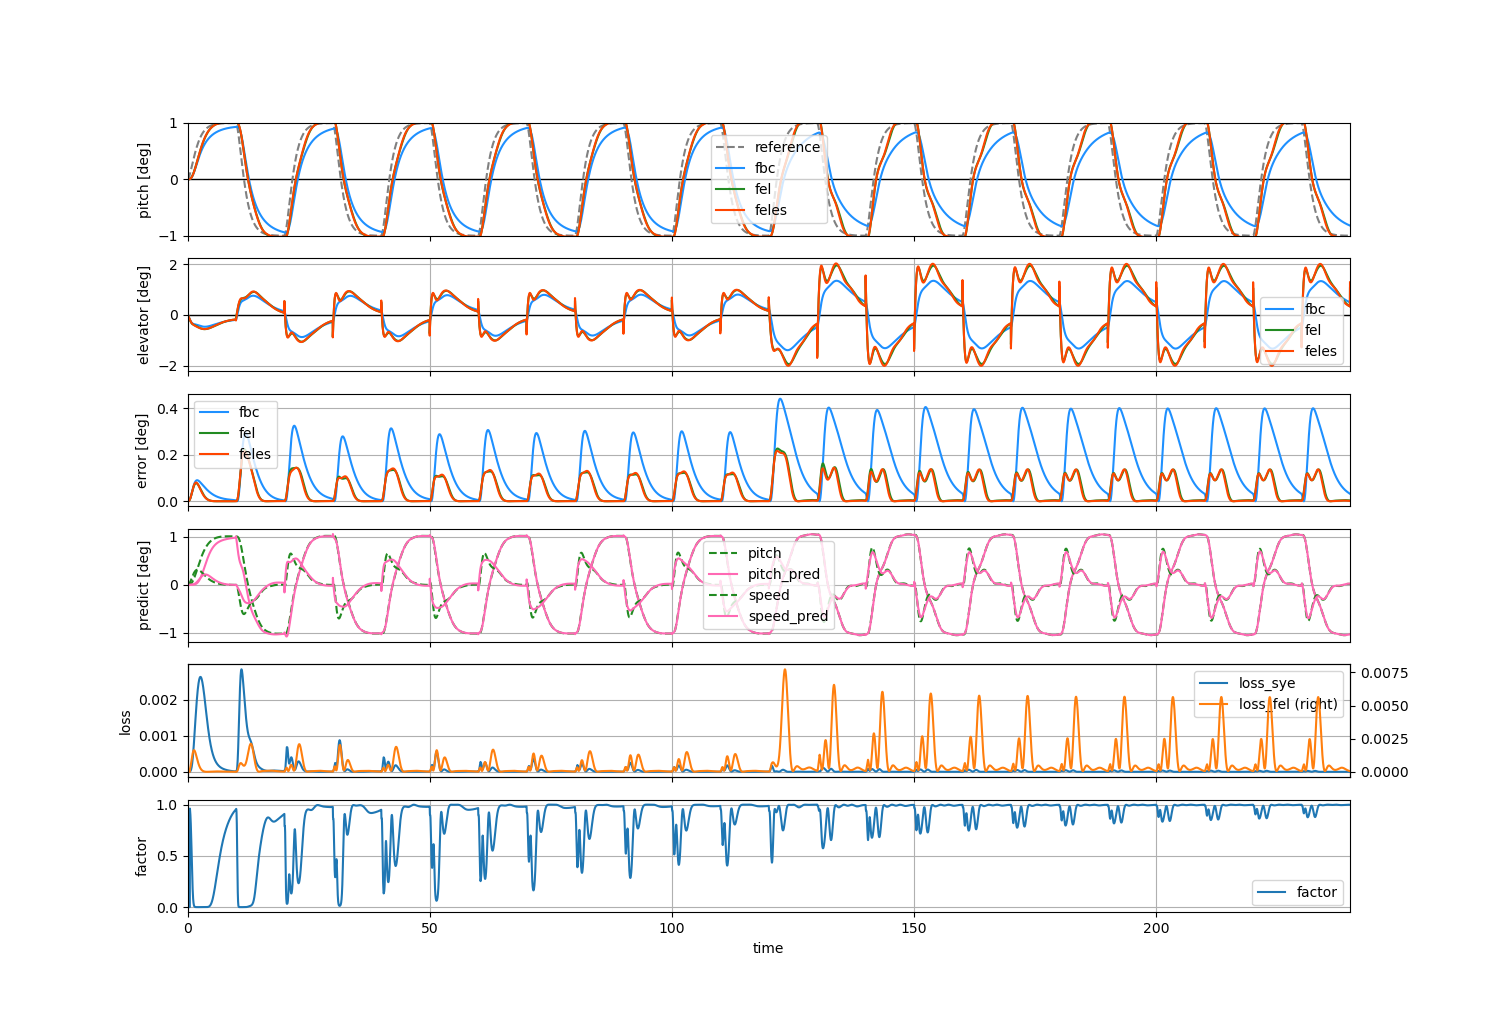 1
0
−1
pitch [deg]
reference
fbc
fel
feles
2
0
−2
elevator [deg]
fbc
fel
feles
0.4
0.2
0.0
error [deg]
fbc
fel
feles
1
0
−1
predict [deg]
pitch
pitch_pred
speed
speed_pred
0.002
0.001
0.000
loss
loss_sye
loss_fel (right)
0.0075
0.0050
0.0025
0.0000
1.0
0.5
0.0
factor
factor
0 50 100 150 200
time